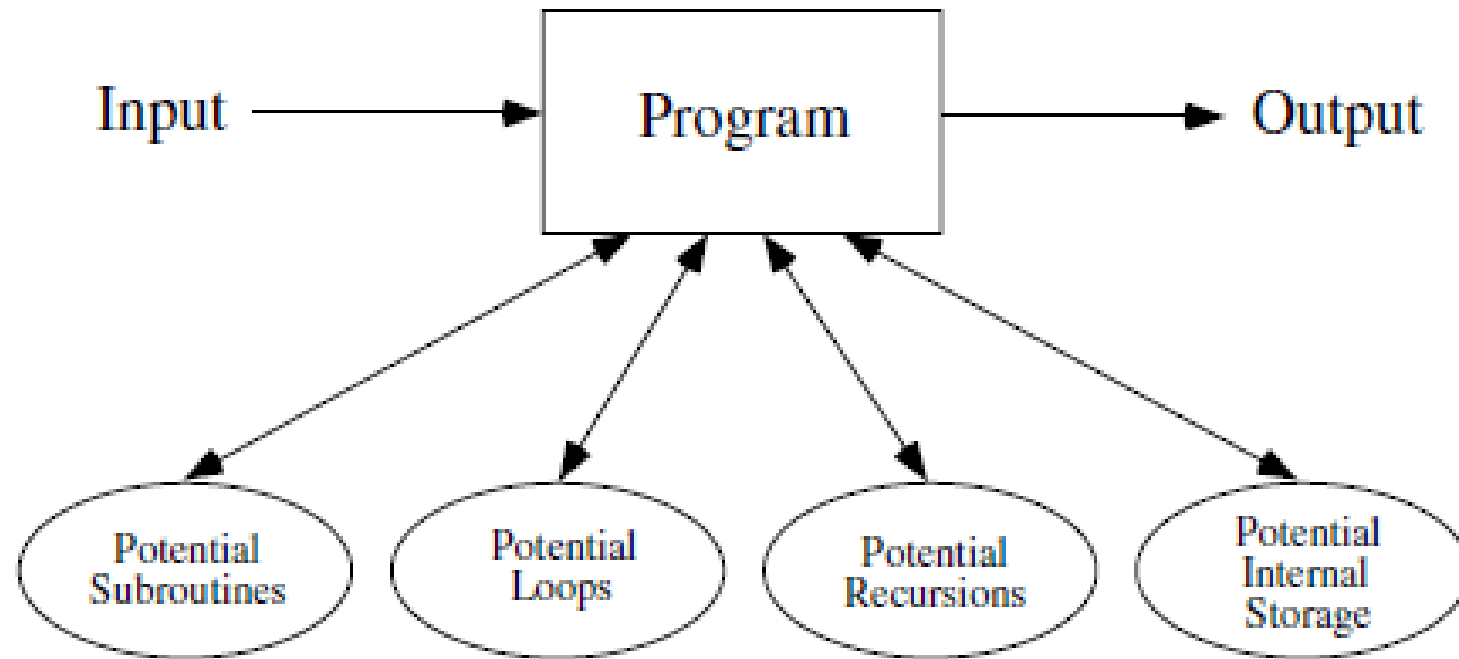 Input
Program
Output
Potential
Subroutines
Potential
Loops
Potential
Recursions
Potential
Internal
Storage